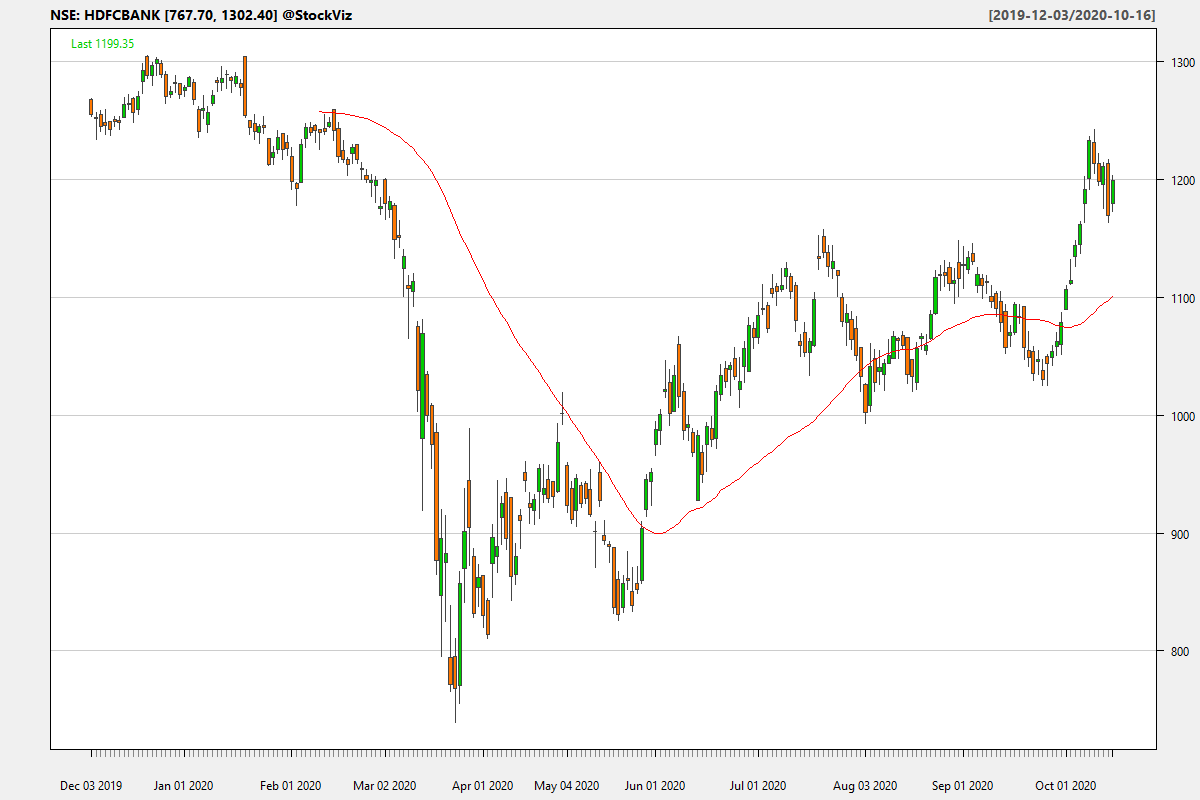 NSE: HDFCBANK [767.70, 1302.40] @StockViz
[2019-12-03/2020-10-16]
Last 1199.35
1300
1200
1100
1000
900
800
Dec 03 2019 Jan 01 2020 Feb 01 2020 Mar 02 2020 Apr 01 2020 May 04 2020 Jun 01 2020 Jul 01 2020 Aug 03 2020 Sep 01 2020 Oct 01 2020